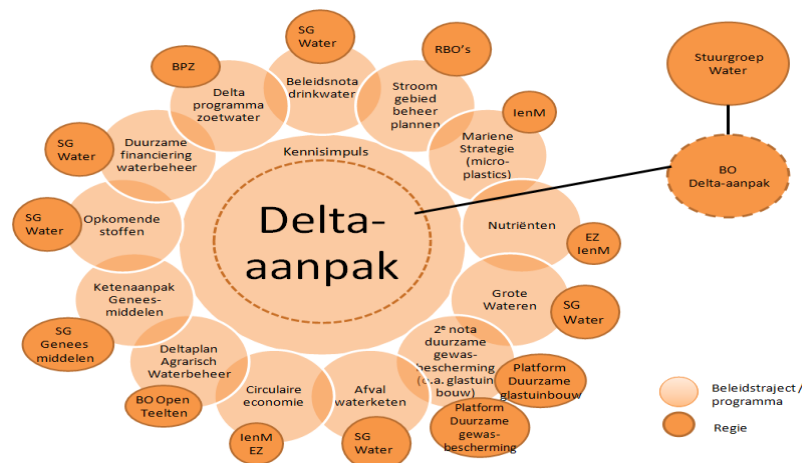 SG
Water
Beleidsnota
drinkwater
RBO's
Stroom
gebied
beheer
plannen
IenM
Mariene
Strategie
(micro-
plastics)
Nutriënten
EZ
IenM
Grote
Wateren
SG
Water
2e nota
duurzame
gewas-
bescherming
(o.a. glastuin
bouw)
Platform
Duurzame
glastuinbouw
Platform
Duurzame
gewas-
bescherming
Afval
waterketen
SG
Water
Circulaire
economie
IenM
EZ
Deltaplan
Agrarisch
Waterbeheer
BO Open
Teelten
Ketenaanpak
Genees-
middelen
SG
Genees
middelen
Opkomende
stoffen
SG
Water
Duurzame
financiering
waterbeheer
SG
Water
Delta
programma
zoetwater
BPZ
Kennisimpuls
Delta-
aanpak
Stuurgroep
Water
BO
Delta-aanpak
Beleidstraject/
programma
Regie